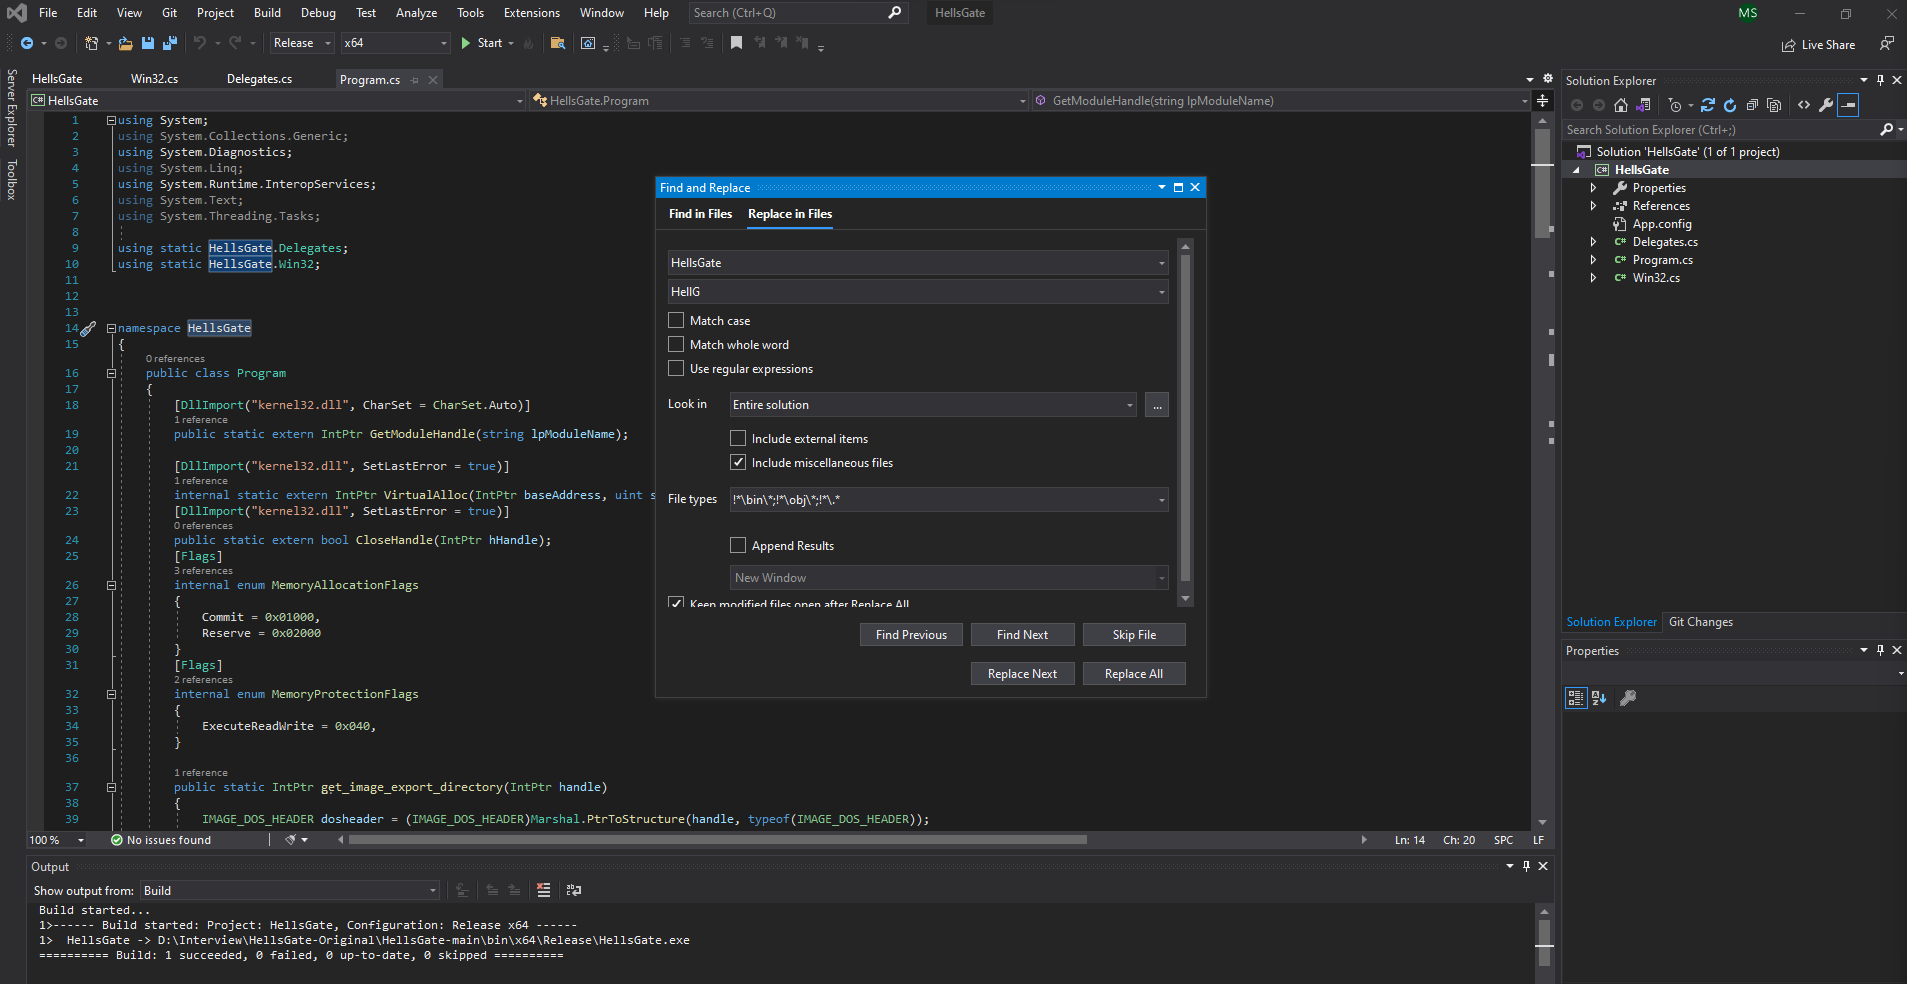 File Edit View Git Project Build Debug Test Analyze Tools Extensions Window Help Search (Ctrl+Q) HellsGate MS
Release x64 Start Live Share
Server Explorer
Toolbox
HellsGate Win32.cs Delegates.cs Program.cs
C# HellsGate HellsGate.Program GetModuleHandle(string lpModuleName)
1 using System;
2 using System.Collections.Generic;
3 using System.Diagnostics;
4 using System.Linq;
5 using System.Runtime.InteropServices;
6 using System.Text;
7 using System.Threading.Tasks;
8
9 using static HellsGate.Delegates;
10 using static HellsGate.Win32;
11
12
13
14 namespace HellsGate
15 {
0 references
16 public class Program
17 {
18 [DllImport("kernel32.dll", CharSet = CharSet.Auto)]
1 reference
19 public static extern IntPtr GetModuleHandle(string lpModuleName);
20
21 [DllImport("kernel32.dll", SetLastError = true)]
1 reference
22 internal static extern IntPtr VirtualAlloc(IntPtr baseAddress, uint s
23 [DllImport("kernel32.dll", SetLastError = true)]
0 references
24 public static extern bool CloseHandle(IntPtr hHandle);
25 [Flags]
3 references
26 internal enum MemoryAllocationFlags
27 {
28 Commit = 0x01000,
29 Reserve = 0x02000
30 }
31 [Flags]
2 references
32 internal enum MemoryProtectionFlags
33 {
34 ExecuteReadWrite = 0x040,
35 }
36
1 reference
37 public static IntPtr get_image_export_directory(IntPtr handle)
38 {
39 IMAGE_DOS_HEADER dosheader = (IMAGE_DOS_HEADER)Marshal.PtrToStructure(handle, typeof(IMAGE_DOS_HEADER));
100 % No issues found Ln: 14 Ch: 20 SPC LF
Find and Replace
Find in Files Replace in Files
HellsGate
HellG
Match case
Match whole word
Use regular expressions
Look in Entire solution ...
Include external items
Include miscellaneous files
File types !*\bin\*;!*\obj\*;!*\.*
Append Results
New Window
Keep modified files open after Replace All
Find Previous Find Next Skip File
Replace Next Replace All
Output
Show output from: Build
Build started...
1>------ Build started: Project: HellsGate, Configuration: Release x64 ------
1> HellsGate -> D:\Interview\HellsGate-Original\HellsGate-main\bin\x64\Release\HellsGate.exe
========== Build: 1 succeeded, 0 failed, 0 up-to-date, 0 skipped ==========
Solution Explorer
Search Solution Explorer (Ctrl+;)
Solution 'HellsGate' (1 of 1 project)
C# HellsGate
Properties
References
App.config
C# Delegates.cs
C# Program.cs
C# Win32.cs
Solution Explorer Git Changes
Properties